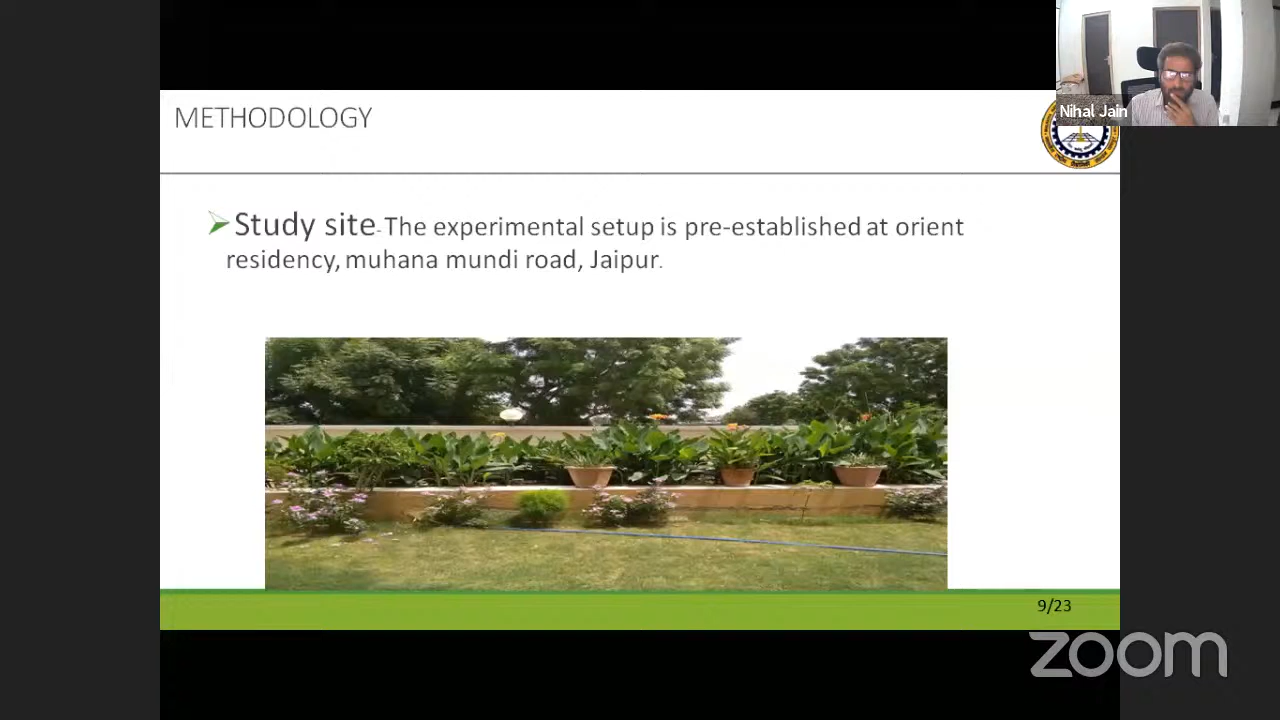 METHODOLOGY
Nihal Jain
Study site- The experimental setup is pre-established at orient
residency, muhana mundi road, Jaipur.
9/23
zoom